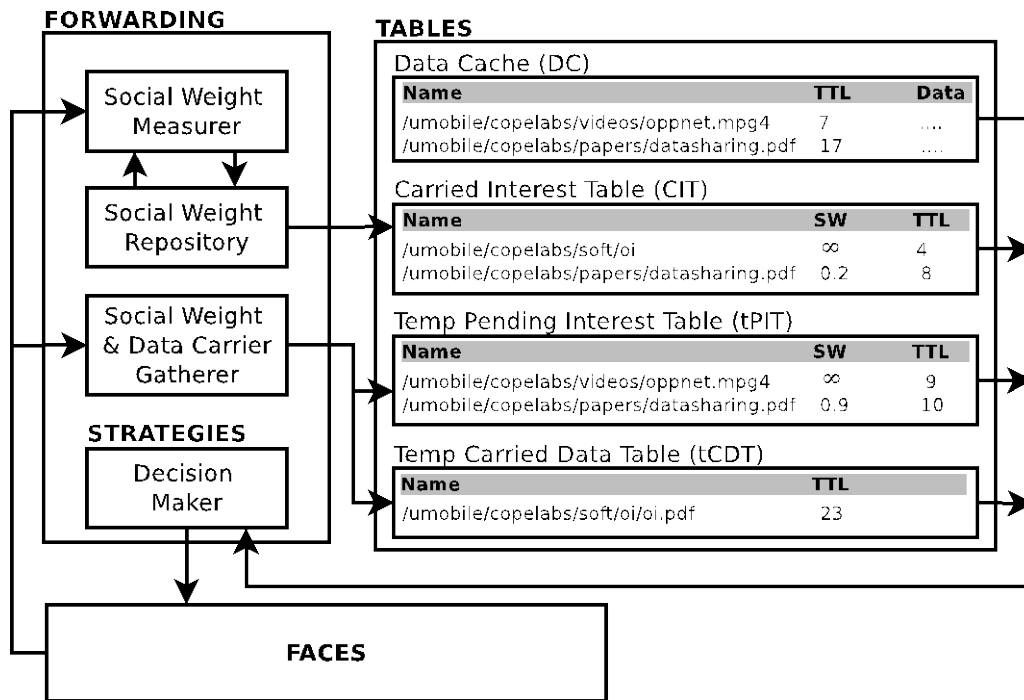 FORWARDING
Social Weight
Measurer
Social Weight
Repository
Social Weight
& Data Carrier
Gatherer
STRATEGIES
Decision
Maker
TABLES
Data Cache (DC)
Name TTL Data
/umobile/copelabs/videos/oppnet.mpg4 7 ....
/umobile/copelabs/papers/datasharing.pdf 17 ....
Carried Interest Table (CIT)
Name SW TTL
/umobile/copelabs/soft/oi ∞ 4
/umobile/copelabs/papers/datasharing.pdf 0.2 8
Temp Pending Interest Table (tPIT)
Name SW TTL
/umobile/copelabs/videos/oppnet.mpg4 ∞ 9
/umobile/copelabs/papers/datasharing.pdf 0.9 10
Temp Carried Data Table (tCDT)
Name TTL
/umobile/copelabs/soft/oi/oi.pdf 23
FACES